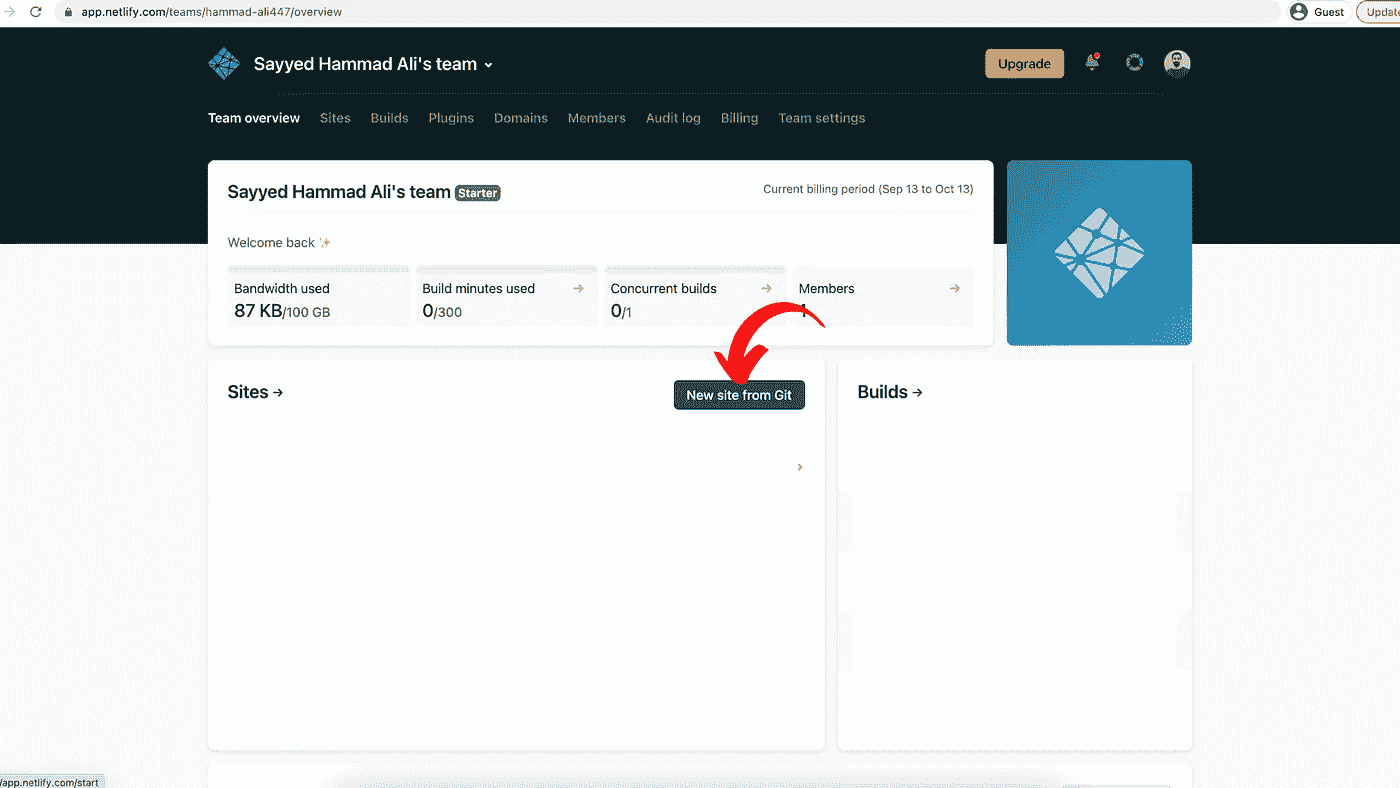 app.netlify.com/teams/hammad-ali447/overview
Guest
Update
Sayyed Hammad Ali's team
Upgrade
Team overview Sites Builds Plugins Domains Members Audit log Billing Team settings
Sayyed Hammad Ali's team Starter
Current billing period (Sep 13 to Oct 13)
Welcome back
Bandwidth used
87 KB/100 GB
Build minutes used →
0/300
Concurrent builds →
0/1
Members →
1
Sites →
New site from Git
Builds →
/app.netlify.com/start